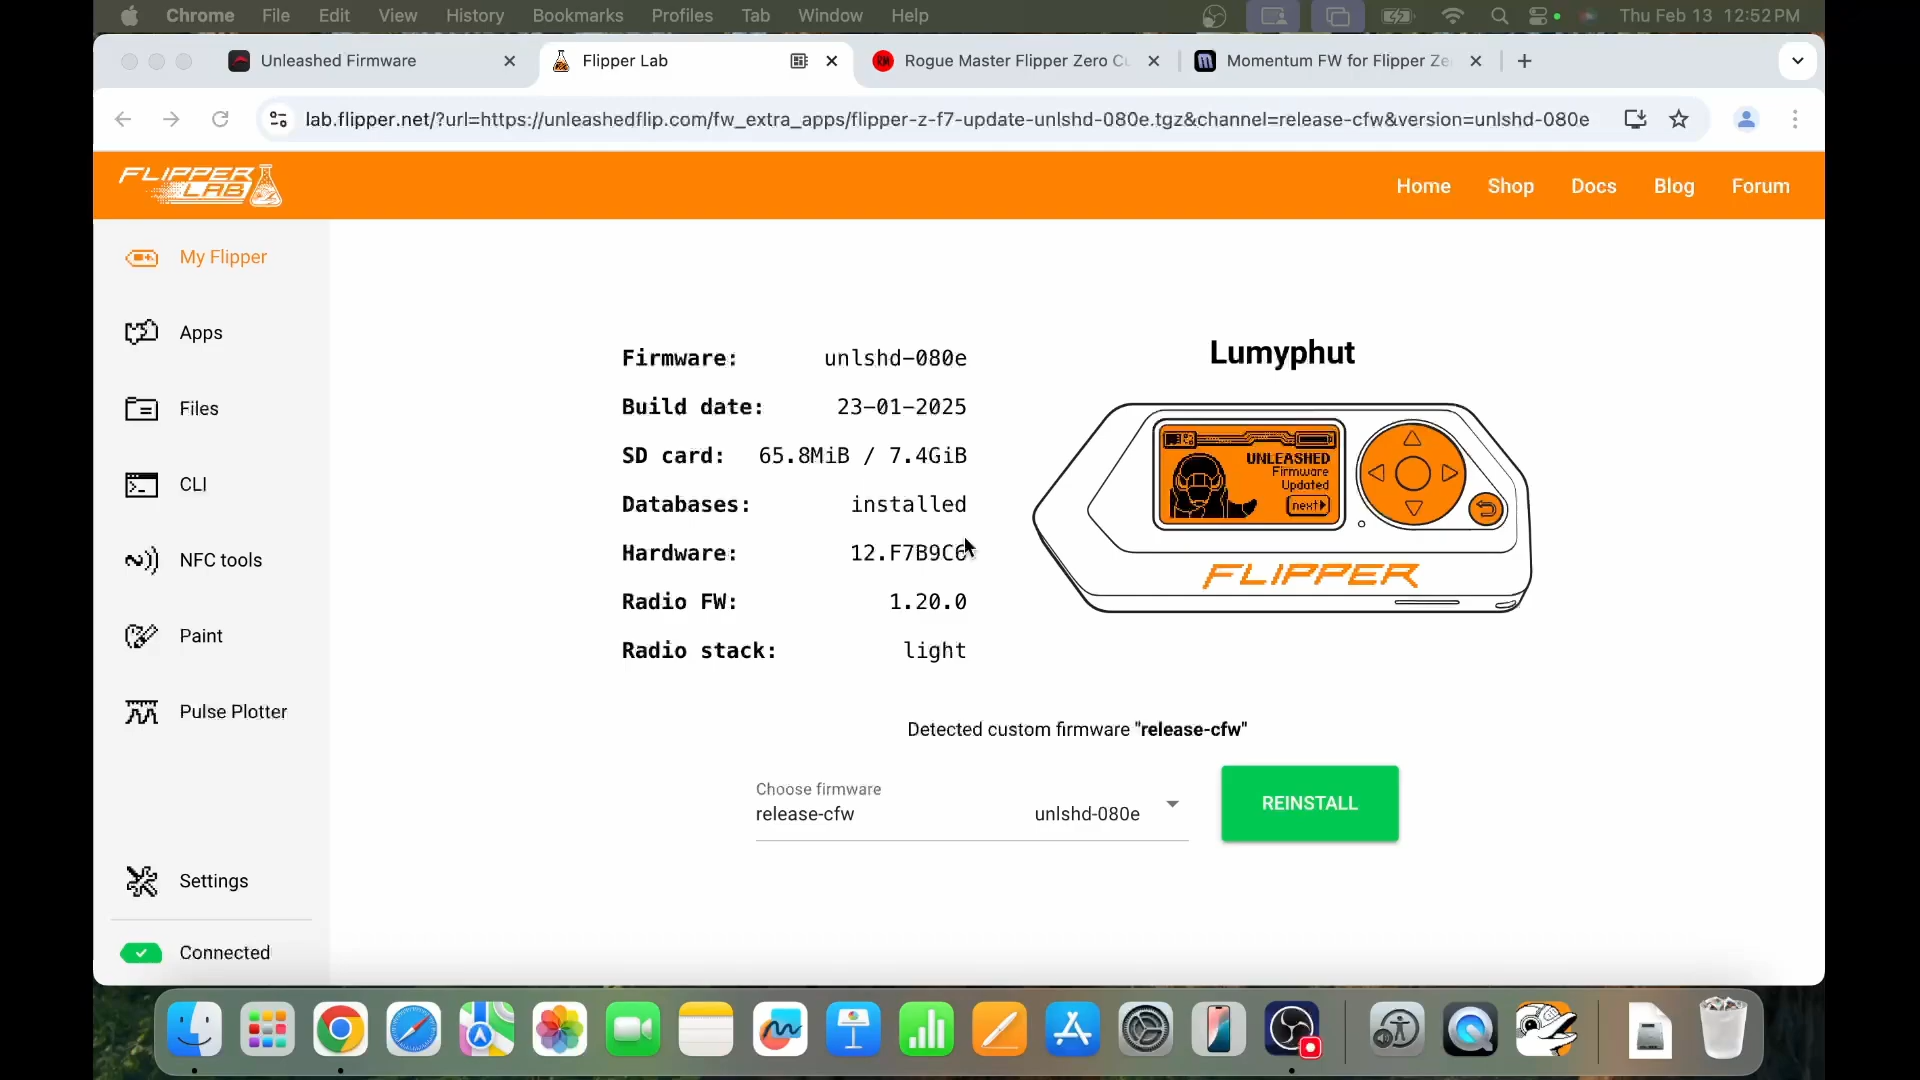 Chrome File Edit View History Bookmarks Profiles Tab Window Help Thu Feb 13 12:52 PM
Unleashed Firmware Flipper Lab Rogue Master Flipper Zero Cu Momentum FW for Flipper Ze
lab.flipper.net/?url=https://unleashedflip.com/fw_extra_apps/flipper-z-f7-update-unlshd-080e.tgz&channel=release-cfw&version=unlshd-080e
FLIPPER
LAB
Home Shop Docs Blog Forum
My Flipper
Apps
Files
CLI
NFC tools
Paint
Pulse Plotter
Settings
Connected
Firmware: unlshd-080e
Build date: 23-01-2025
SD card: 65.8MiB / 7.4GiB
Databases: installed
Hardware: 12.F7B9C6
Radio FW: 1.20.0
Radio stack: light
Lumyphut
UNLEASHED
Firmware
Updated
next
FLIPPER
Detected custom firmware "release-cfw"
Choose firmware
release-cfw unlshd-080e
REINSTALL